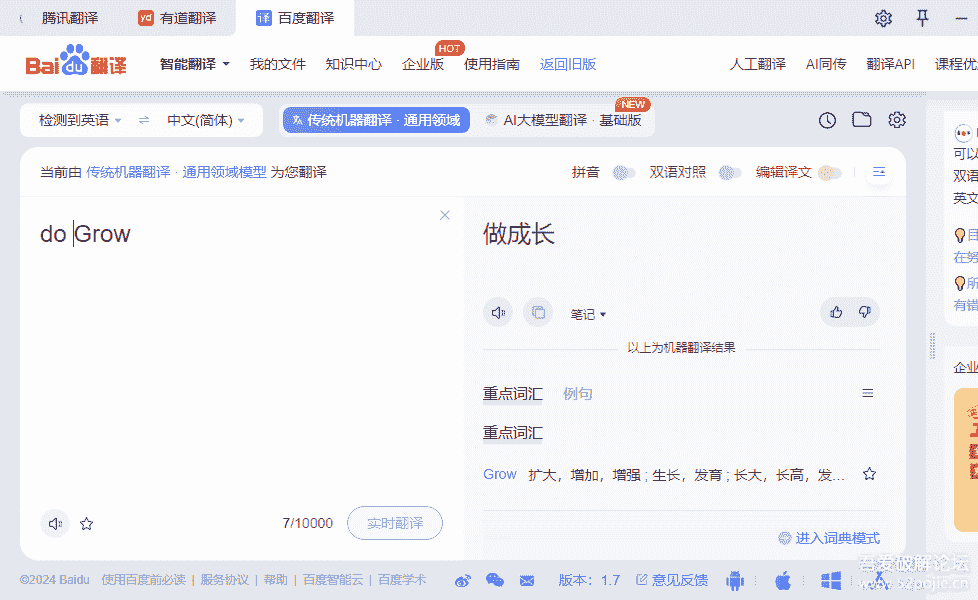 腾讯翻译 yd 有道翻译 译 百度翻译
Bai du 翻译 智能翻译 我的文件 知识中心 企业版 HOT 使用指南 返回旧版 人工翻译 AI同传 翻译API 课程优
检测到英语 中文(简体) 传统机器翻译 · 通用领域 AI大模型翻译 · 基础版 NEW
当前由 传统机器翻译 · 通用领域模型 为您翻译 拼音 双语对照 编辑译文
do Grow
做成长
笔记
以上为机器翻译结果
重点词汇 例句
重点词汇
Grow 扩大，增加，增强；生长，发育；长大，长高，发...
7/10000 实时翻译
进入词典模式
可以
双语
英文
目
在努
所
有错
企业
©2024 Baidu 使用百度前必读 | 服务协议 | 帮助 | 百度智能云 | 百度学术 版本：1.7 意见反馈
吾爱破解论坛
www.52pojie.cn